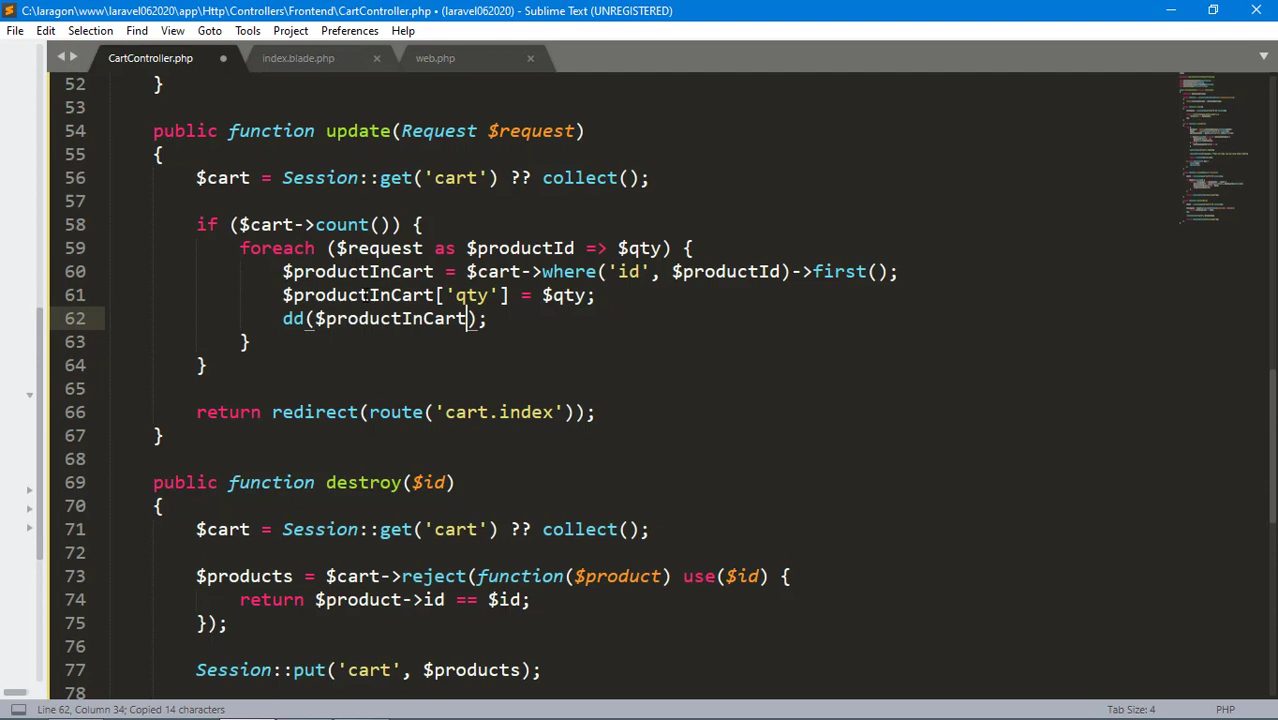 C:\laragon\www\laravel062020\app\Http\Controllers\Frontend\CartController.php • (laravel062020) - Sublime Text (UNREGISTERED)
File Edit Selection Find View Goto Tools Project Preferences Help
CartController.php index.blade.php web.php
52 }
53
54 public function update(Request $request)
55 {
56 $cart = Session::get('cart') ?? collect();
57
58 if ($cart->count()) {
59 foreach ($request as $productId => $qty) {
60 $productInCart = $cart->where('id', $productId)->first();
61 $productInCart['qty'] = $qty;
62 dd($productInCart);
63 }
64 }
65
66 return redirect(route('cart.index'));
67 }
68
69 public function destroy($id)
70 {
71 $cart = Session::get('cart') ?? collect();
72
73 $products = $cart->reject(function($product) use($id) {
74 return $product->id == $id;
75 });
76
77 Session::put('cart', $products);
78
Line 62, Column 34; Copied 14 characters Tab Size: 4 PHP